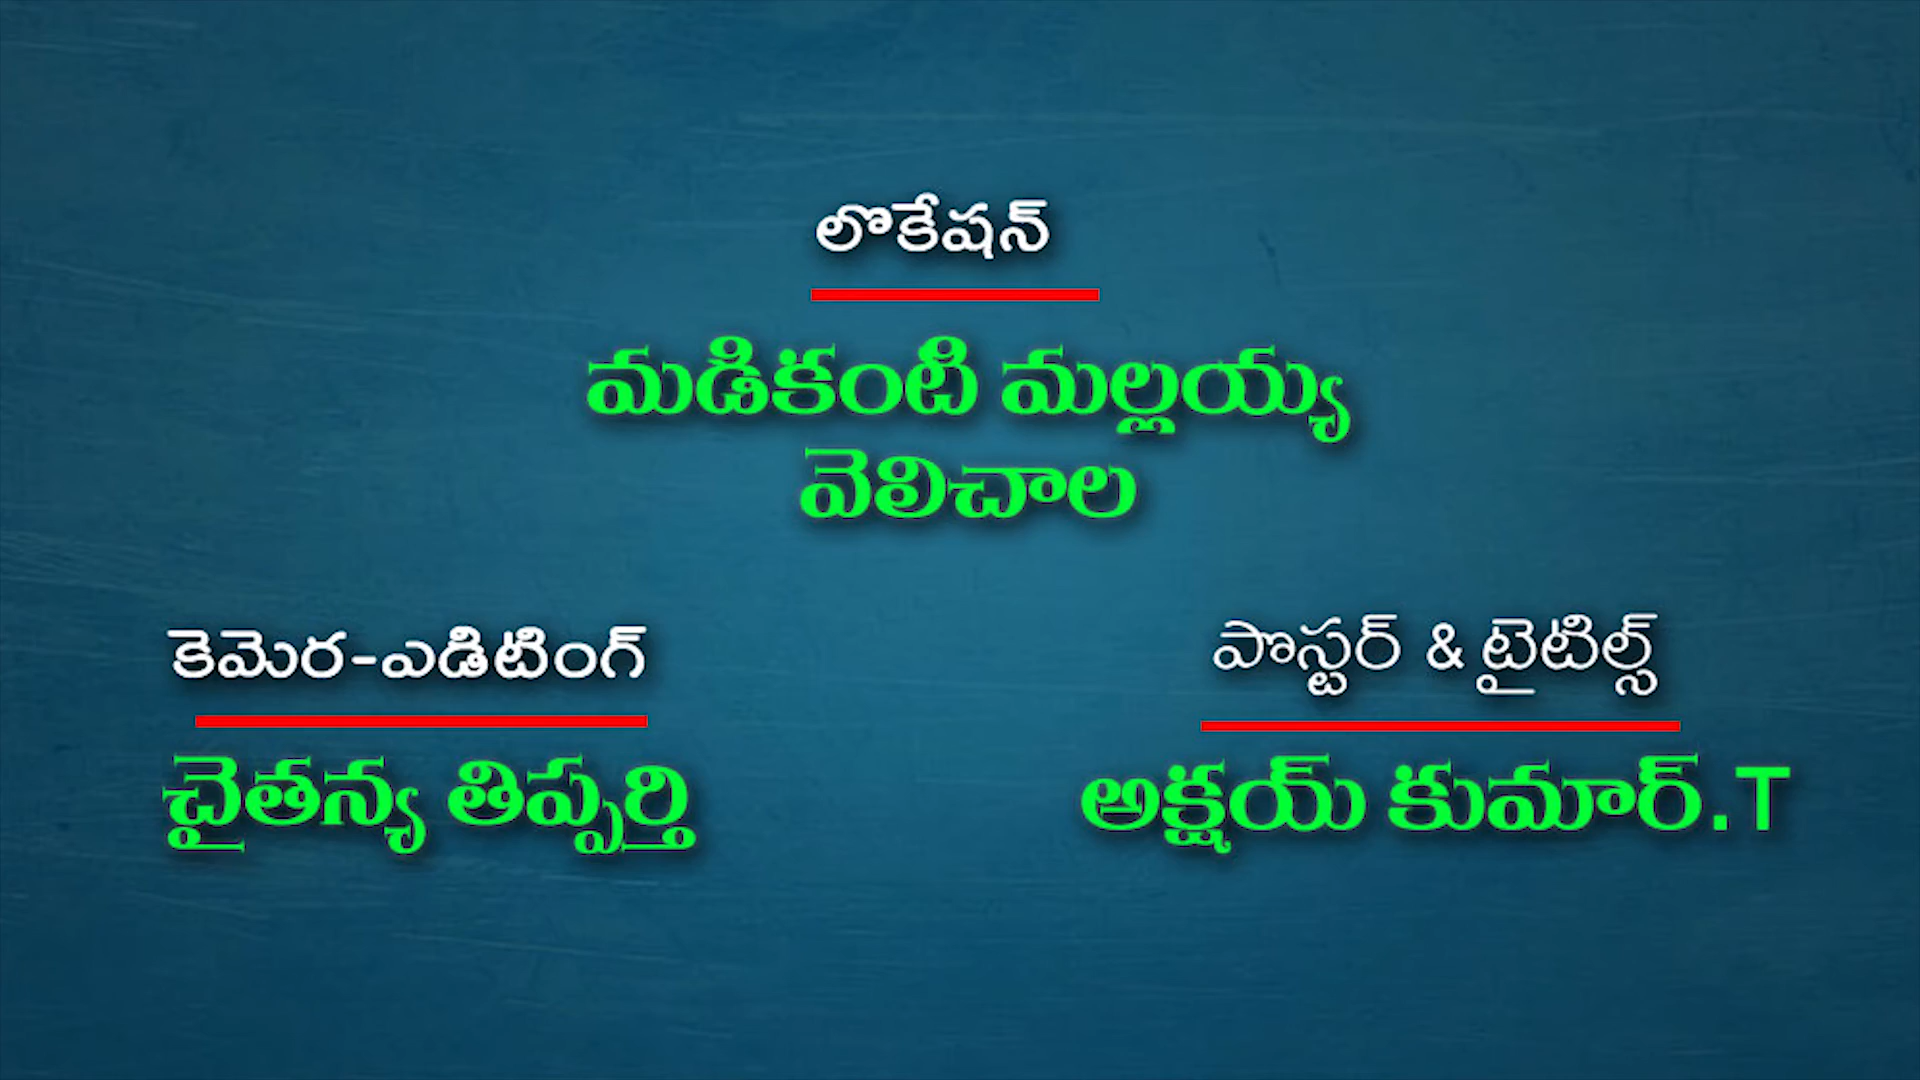 లొకేషన్
మడికంటి మల్లయ్య
వెలిచాల
కెమెర-ఎడిటింగ్
చైతన్య తిప్పర్తి
పొస్టర్ & టైటిల్స్
అక్షయ్ కుమార్.T